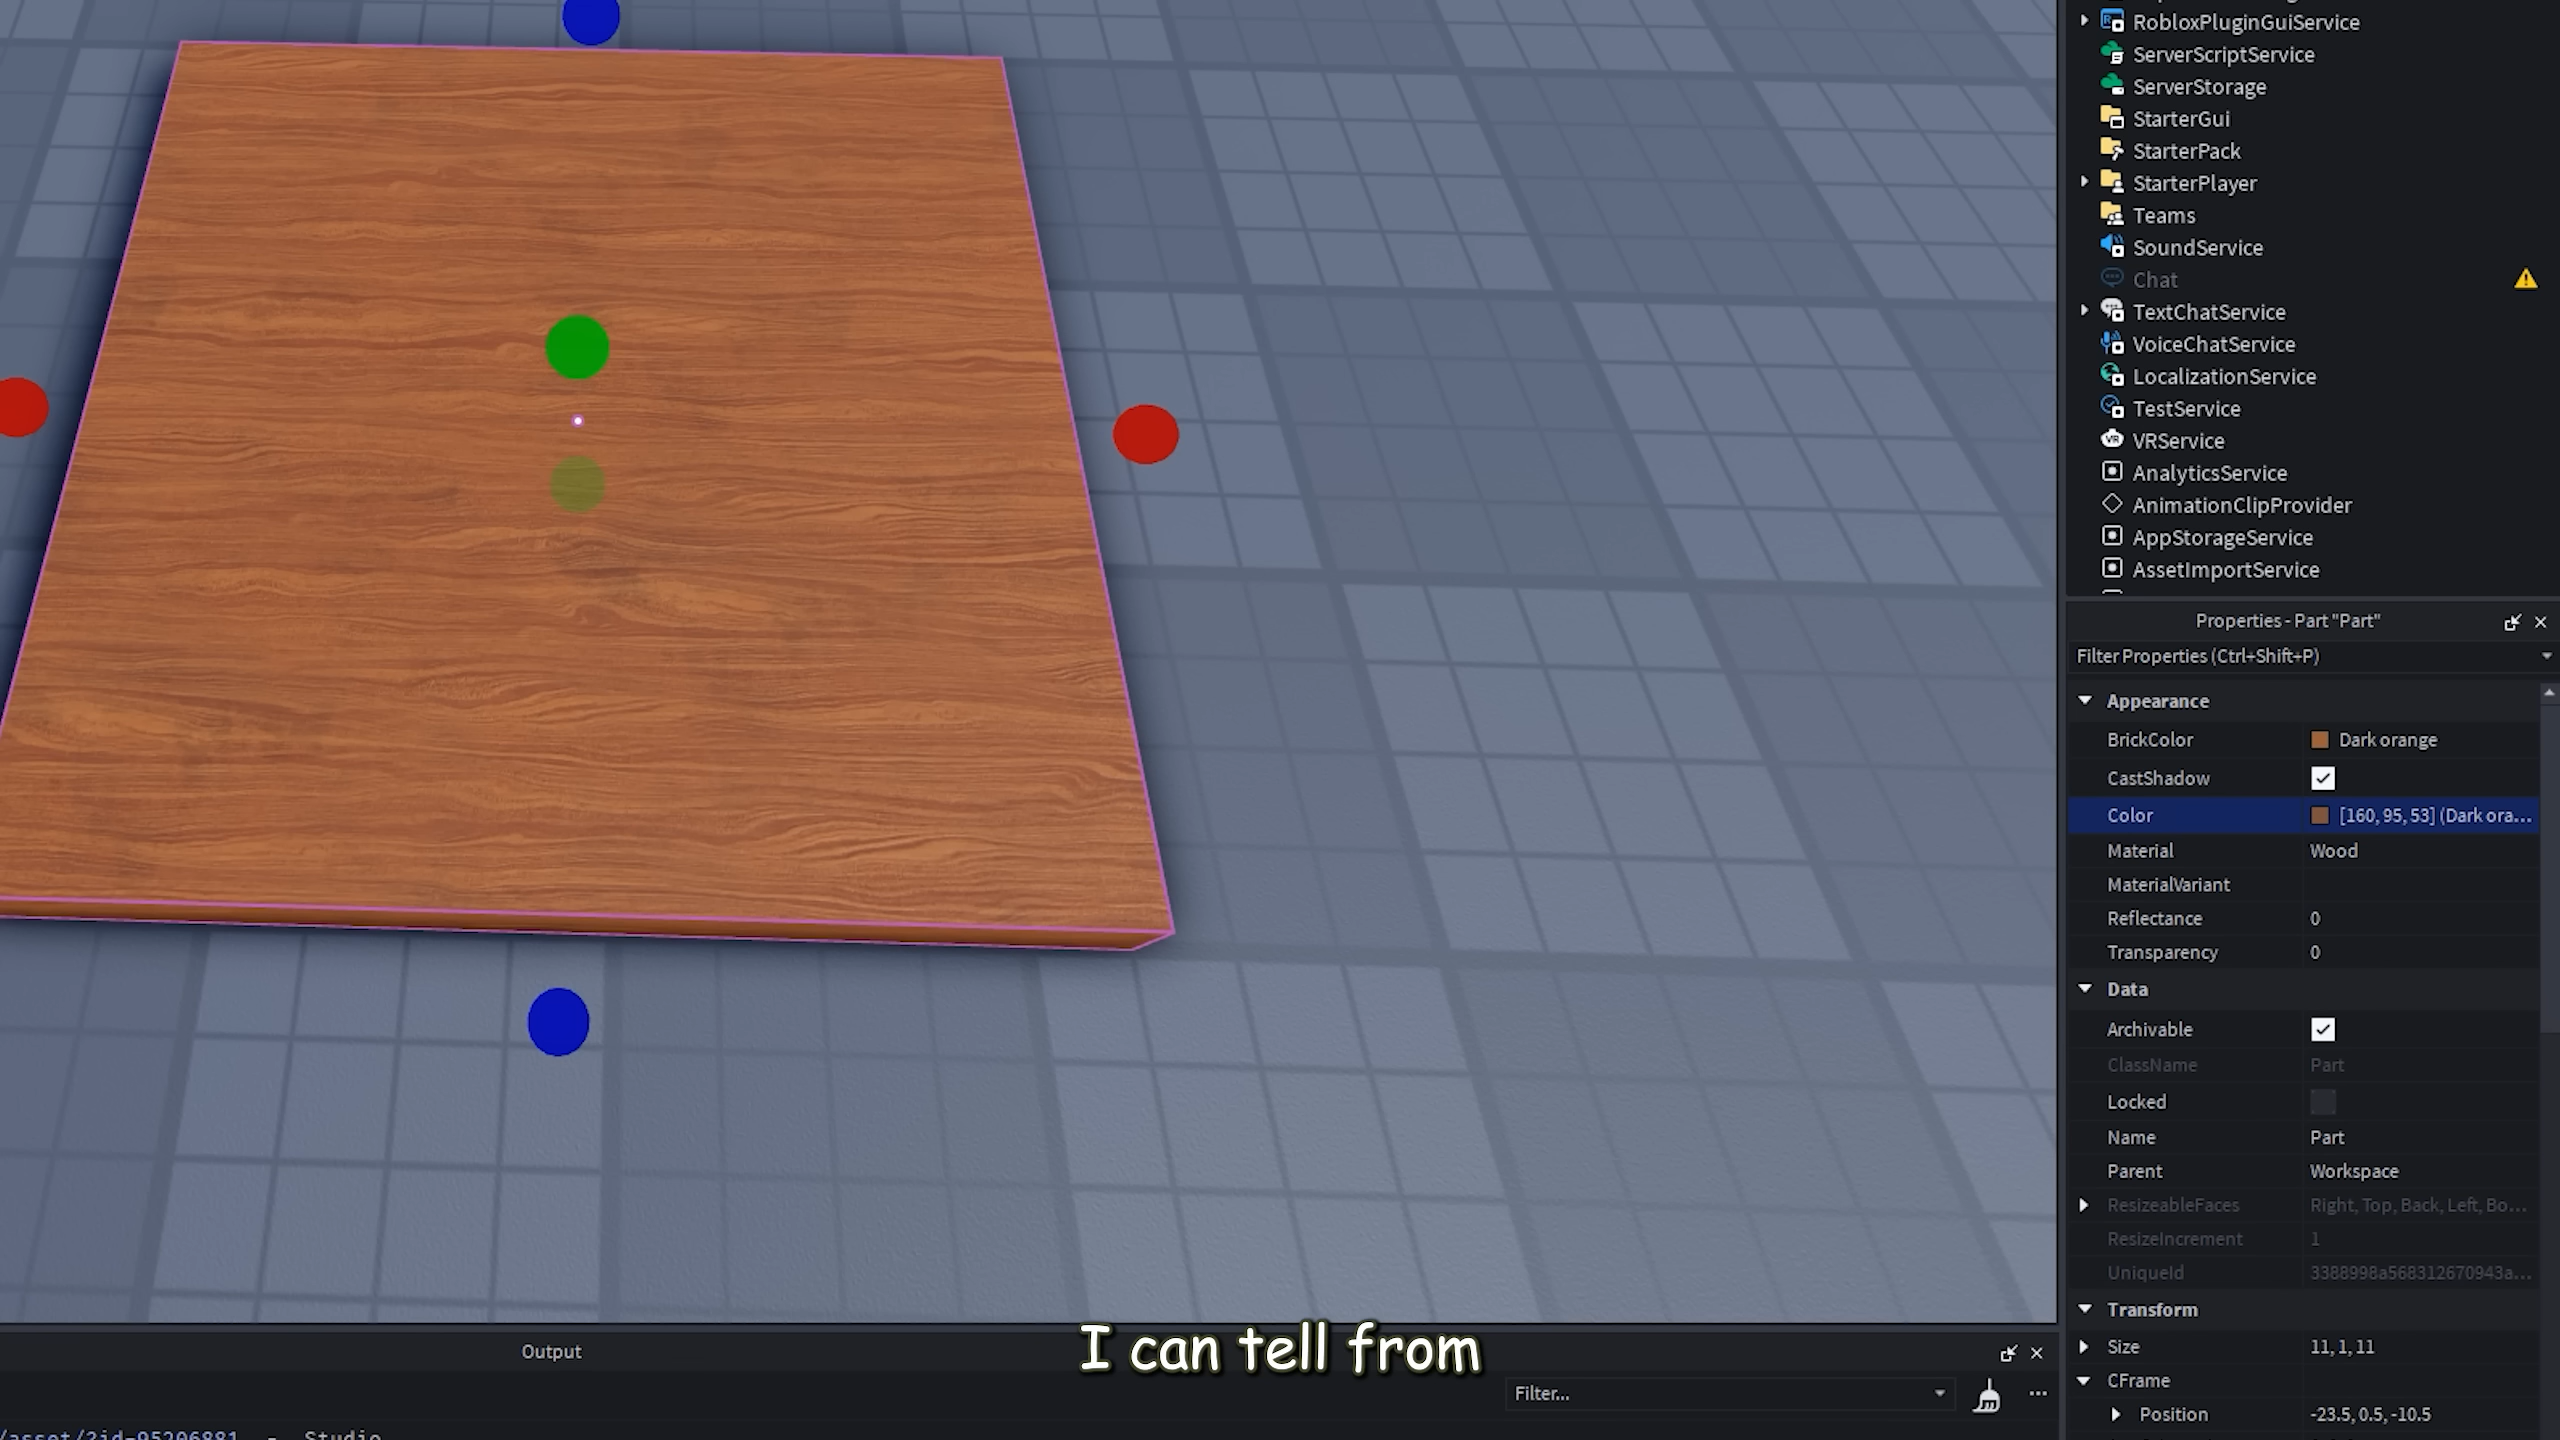 RobloxPluginGuiService
ServerScriptService
ServerStorage
StarterGui
StarterPack
StarterPlayer
Teams
SoundService
Chat
TextChatService
VoiceChatService
LocalizationService
TestService
VRService
AnalyticsService
AnimationClipProvider
AppStorageService
AssetImportService
Properties - Part "Part"
Filter Properties (Ctrl+Shift+P)
Appearance
BrickColor Dark orange
CastShadow
Color [160, 95, 53] (Dark ora...
Material Wood
MaterialVariant
Reflectance 0
Transparency 0
Data
Archivable
ClassName Part
Locked
Name Part
Parent Workspace
ResizeableFaces Right, Top, Back, Left, Bo...
ResizeIncrement 1
UniqueId 3388998a568312670943a...
Transform
Size 11, 1, 11
CFrame
Position -23.5, 0.5, -10.5
I can tell from
Output
Filter...
/asset/?id=95206881 - Studio